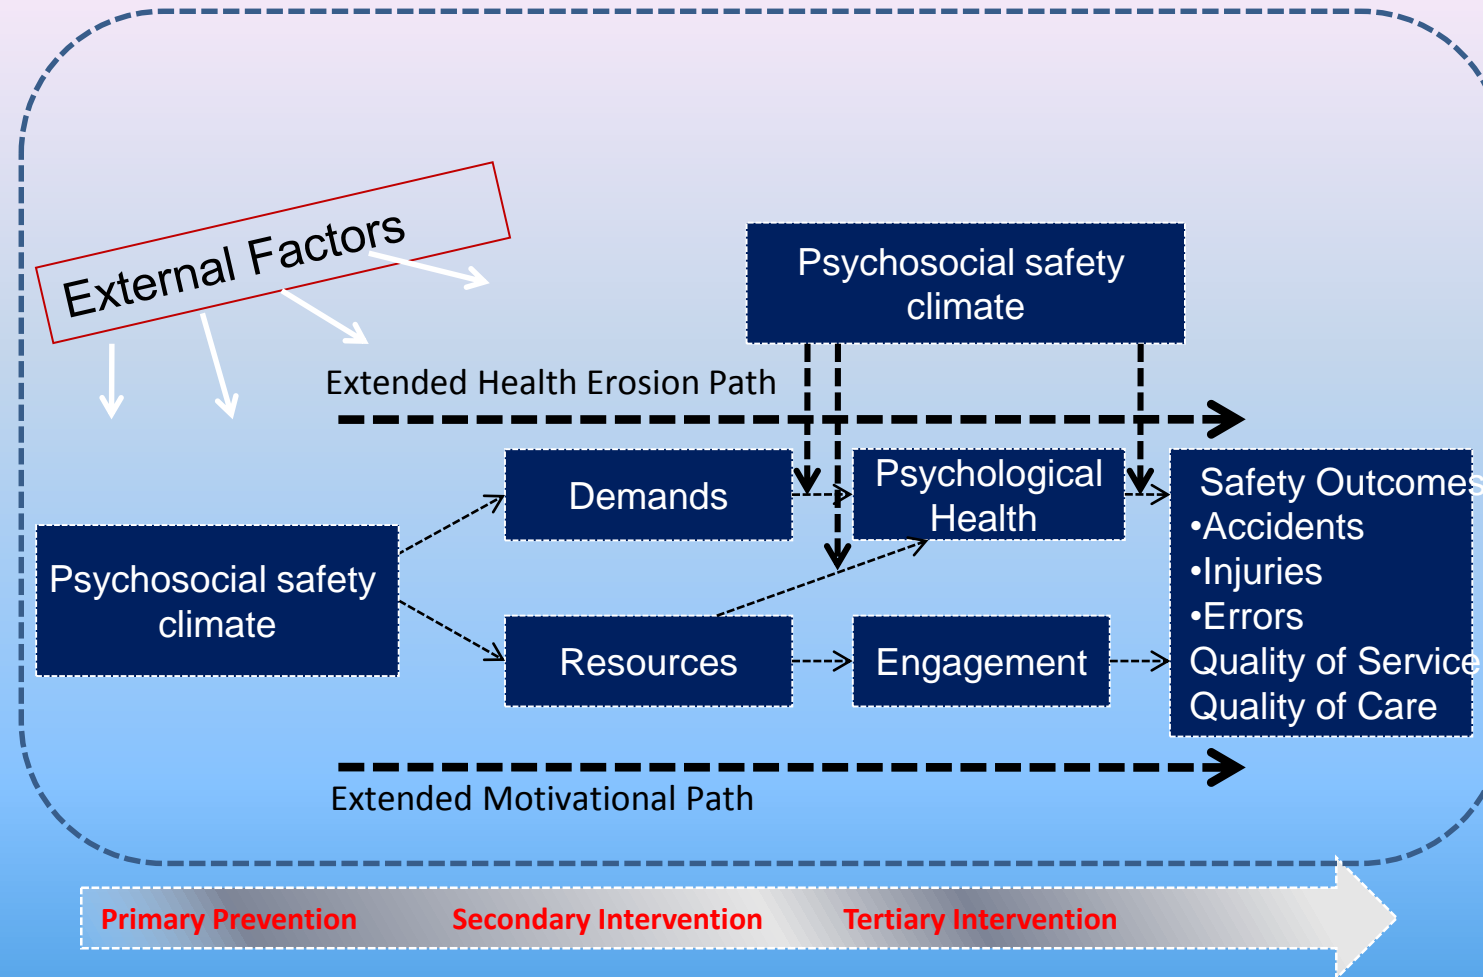 External Factors
Psychosocial safety
climate
Extended Health Erosion Path
Demands
Psychological
Health
Safety Outcomes
•Accidents
•Injuries
•Errors
Quality of Service
Quality of Care
Psychosocial safety
climate
Resources
Engagement
Extended Motivational Path
Primary Prevention
Secondary Intervention
Tertiary Intervention